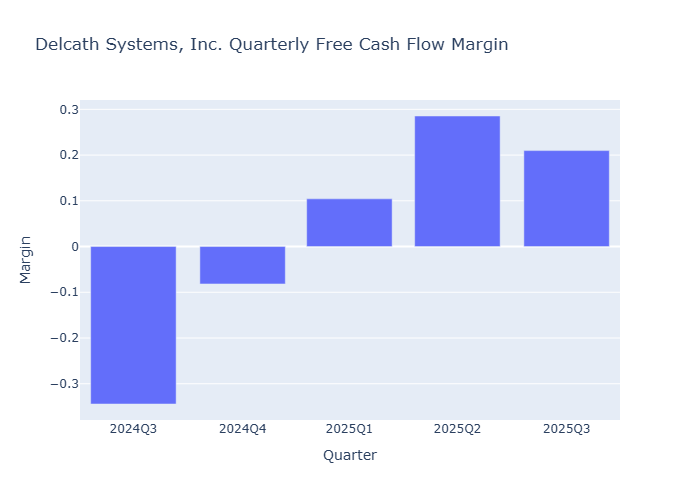 Delcath Systems, Inc. Quarterly Free Cash Flow Margin
0.3
0.2
0.1
0
−0.1
−0.2
−0.3
Margin
2024Q3
2024Q4
2025Q1
2025Q2
2025Q3
Quarter